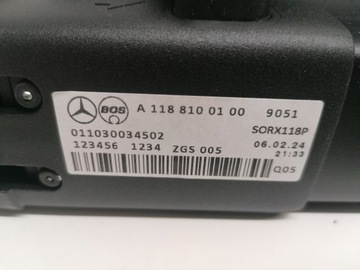 BOS A 118 810 01 00 9051
011030034502 SORX118P
123456 1234 ZGS 005 06.02.24
21:33
Q05